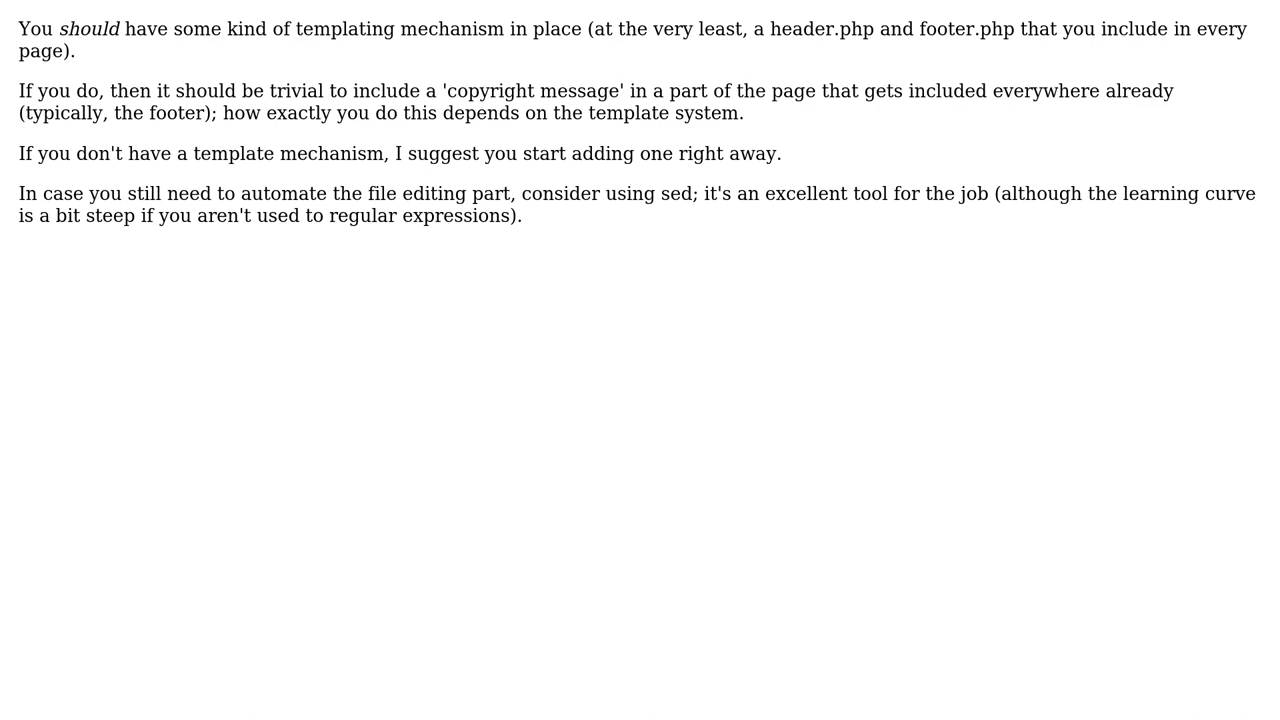 You should have some kind of templating mechanism in place (at the very least, a header.php and footer.php that you include in every
page).
If you do, then it should be trivial to include a 'copyright message' in a part of the page that gets included everywhere already
(typically, the footer); how exactly you do this depends on the template system.
If you don't have a template mechanism, I suggest you start adding one right away.
In case you still need to automate the file editing part, consider using sed; it's an excellent tool for the job (although the learning curve
is a bit steep if you aren't used to regular expressions).